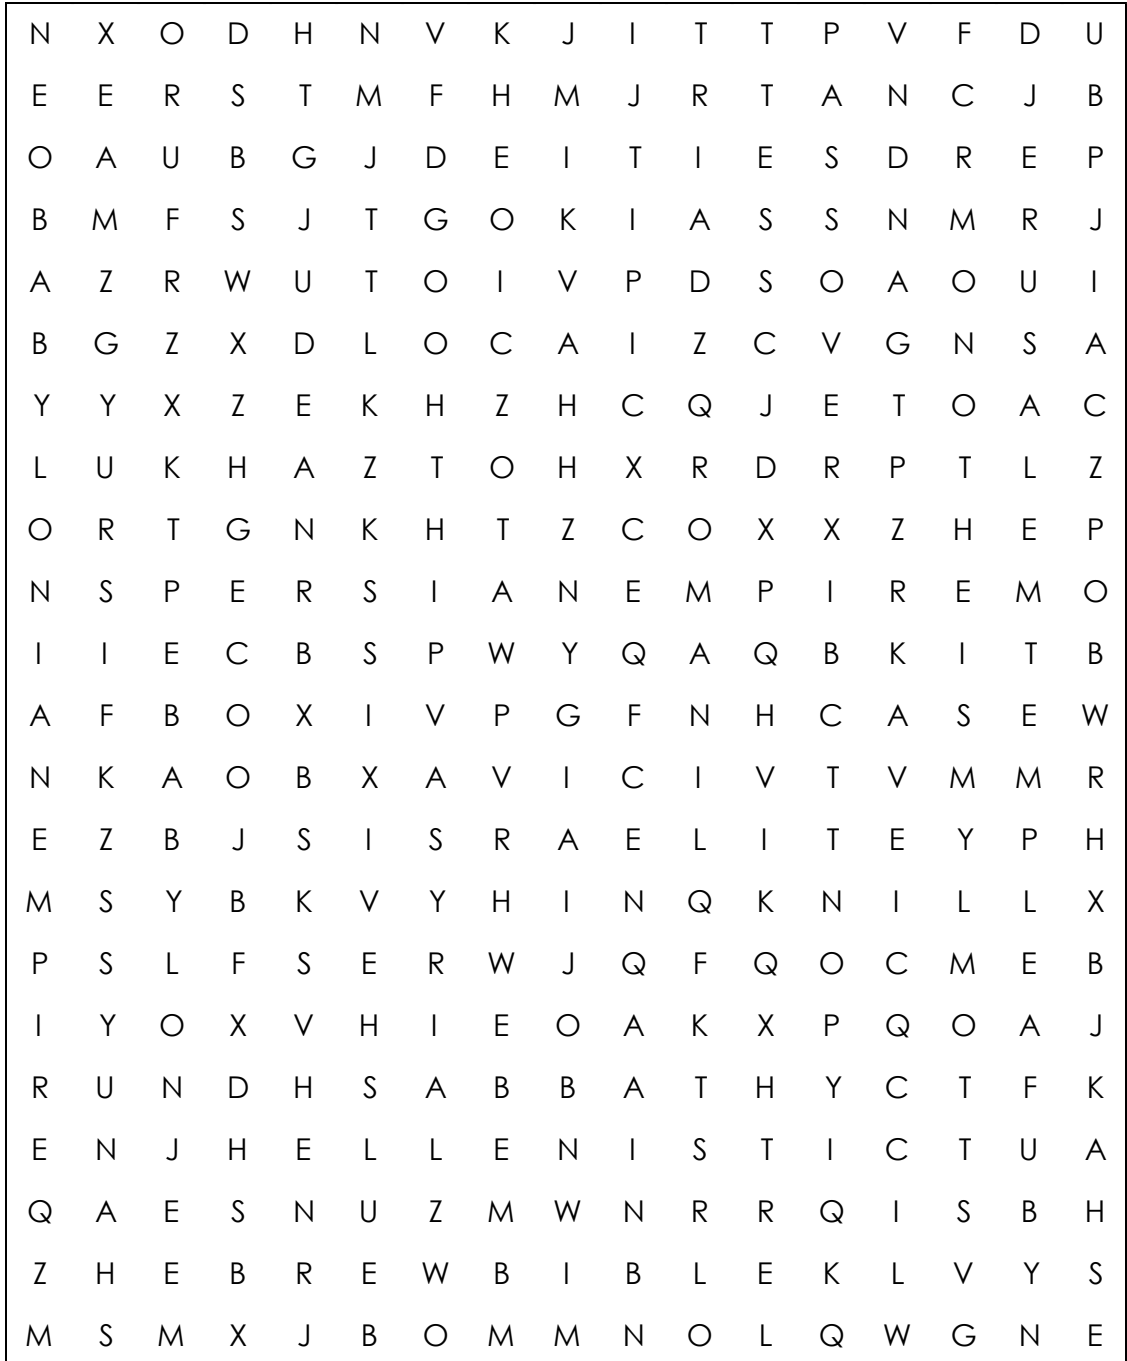 N X O D H N V K J I T T P V F D U
E E R S T M F H M J R T A N C J B
O A U B G J D E I T I E S D R E P
B M F S J T G O K I A S S N M R J
A Z R W U T O I V P D S O A O U I
B G Z X D L O C A I Z C V G N S A
Y Y X Z E K H Z H C Q J E T O A C
L U K H A Z T O H X R D R P T L Z
O R T G N K H T Z C O X X Z H E P
N S P E R S I A N E M P I R E M O
I I E C B S P W Y Q A Q B K I T B
A F B O X I V P G F N H C A S E W
N K A O B X A V I C I V T V M M R
E Z B J S I S R A E L I T E Y P H
M S Y B K V Y H I N Q K N I L L X
P S L F S E R W J Q F Q O C M E B
I Y O X V H I E O A K X P Q O A J
R U N D H S A B B A T H Y C T F K
E N J H E L L E N I S T I C T U A
Q A E S N U Z M W N R R Q I S B H
Z H E B R E W B I B L E K L V Y S
M S M X J B O M M N O L Q W G N E